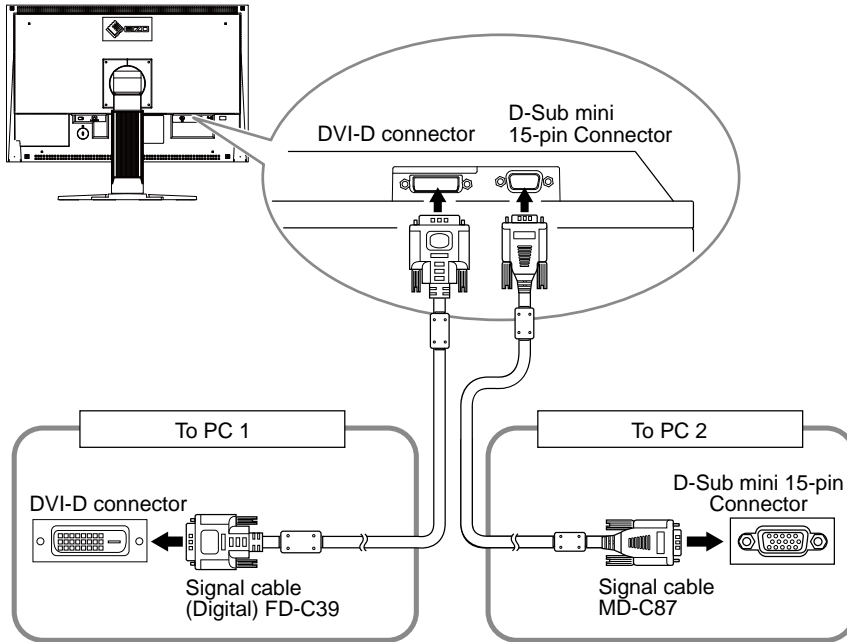 EIZO
DVI-D connector
D-Sub mini
15-pin Connector
To PC 1
To PC 2
DVI-D connector
D-Sub mini 15-pin
Connector
Signal cable
(Digital) FD-C39
Signal cable
MD-C87